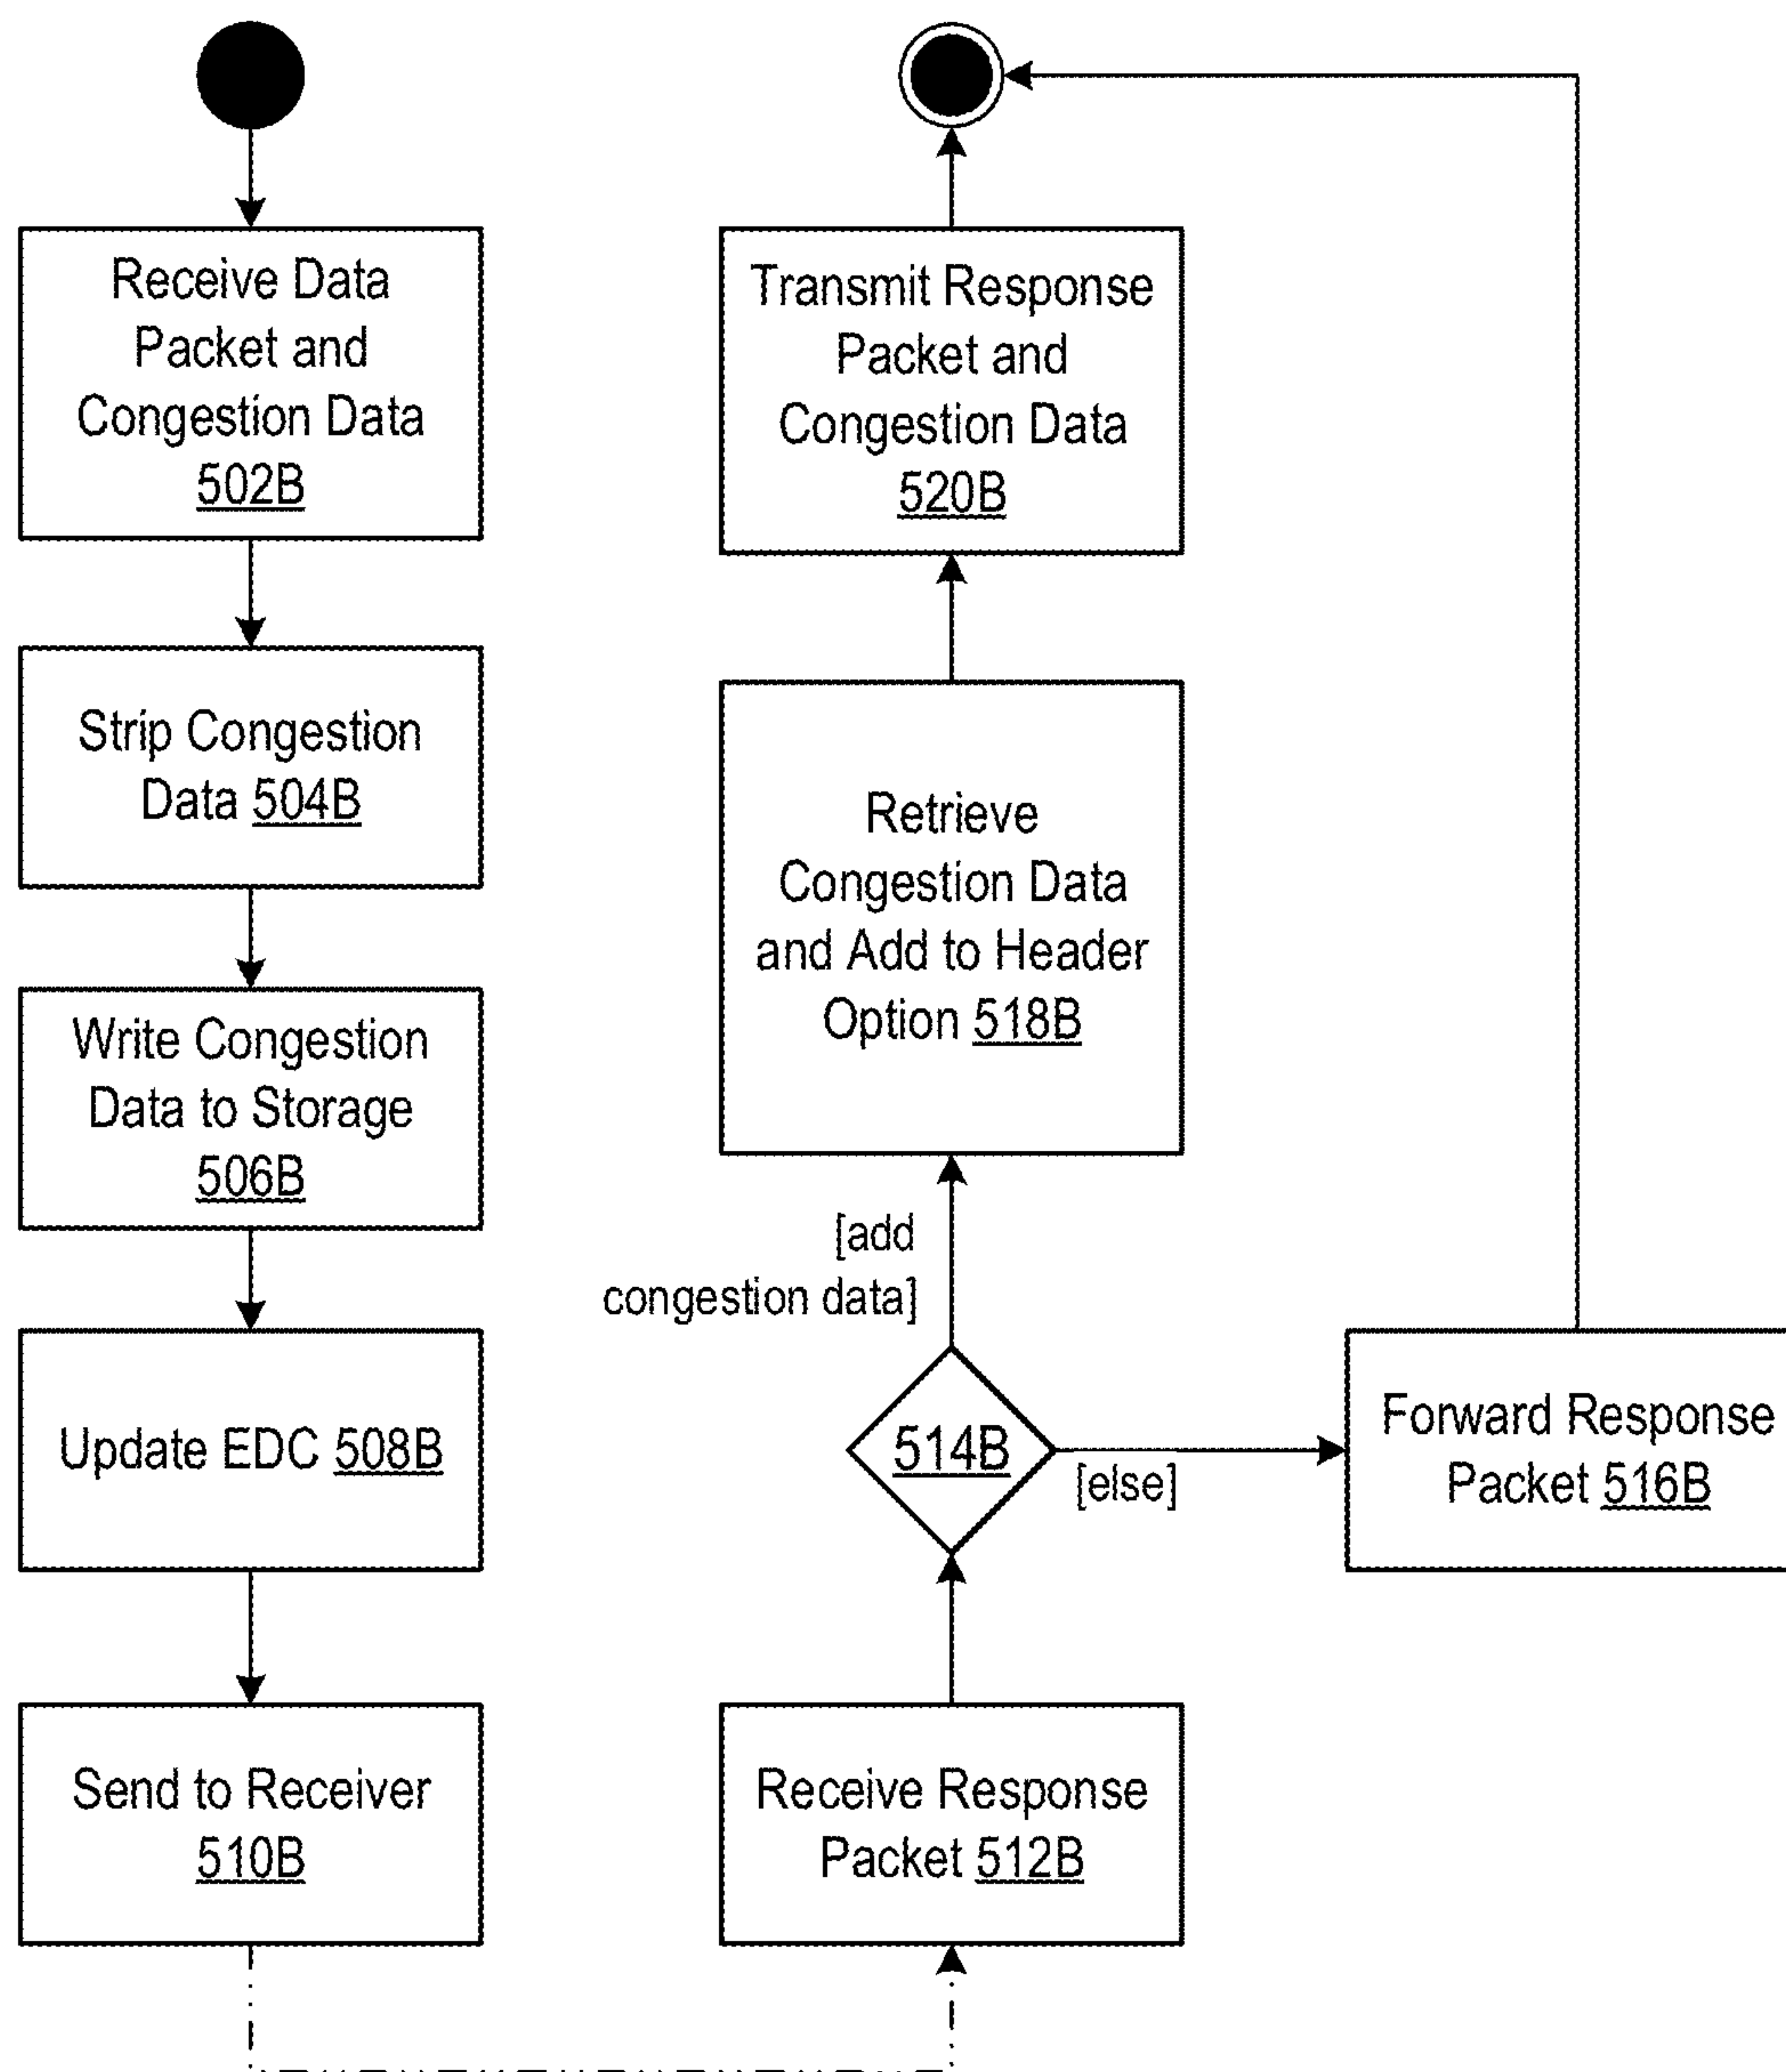 Receive Data
Packet and
Congestion Data
502B
Strip Congestion
Data 504B
Write Congestion
Data to Storage
506B
Update EDC 508B
Send to Receiver
510B
Transmit Response
Packet and
Congestion Data
520B
Retrieve
Congestion Data
and Add to Header
Option 518B
[add
congestion data]
514B
[else]
Forward Response
Packet 516B
Receive Response
Packet 512B